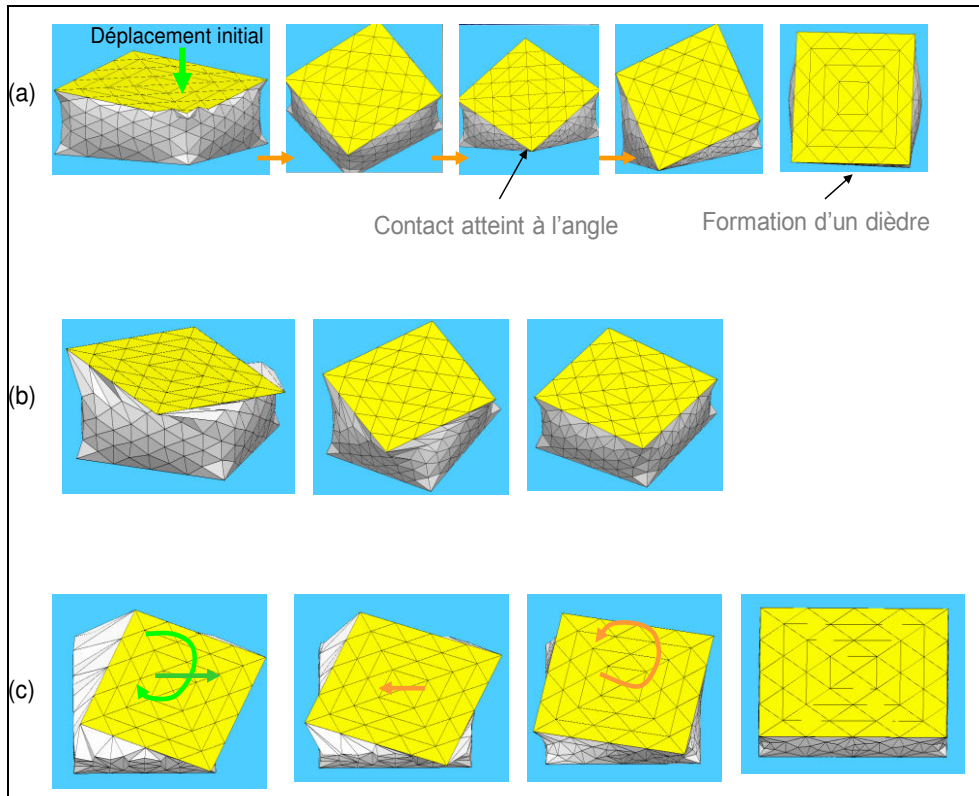 Déplacement initial
(a)
Contact atteint à l’angle
Formation d’un dièdre
(b)
(c)